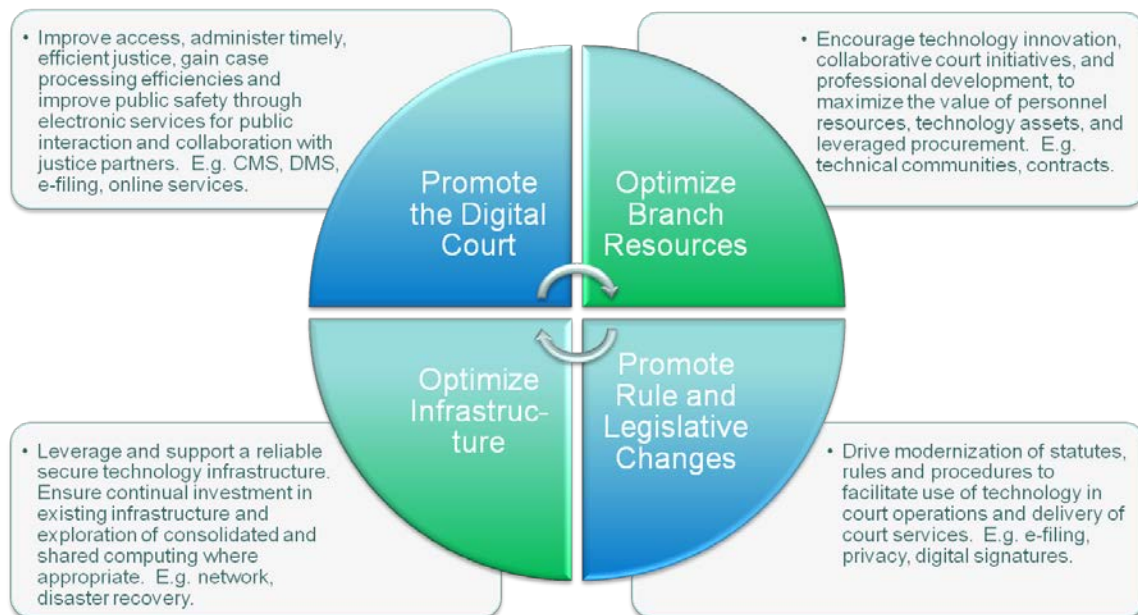 • Improve access, administer timely,
efficient justice, gain case
processing efficiencies and
improve public safety through
electronic services for public
interaction and collaboration with
justice partners.  E.g. CMS, DMS,
e-filing, online services.
• Encourage technology innovation,
collaborative court initiatives, and
professional development, to
maximize the value of personnel
resources, technology assets, and
leveraged procurement.  E.g.
technical communities, contracts.
Promote
the Digital
Court
Optimize
Branch
Resources
Optimize
Infrastruc-
ture
Promote
Rule and
Legislative
Changes
• Leverage and support a reliable
secure technology infrastructure.
Ensure continual investment in
existing infrastructure and
exploration of consolidated and
shared computing where
appropriate.  E.g. network,
disaster recovery.
• Drive modernization of statutes,
rules and procedures to
facilitate use of technology in
court operations and delivery of
court services.  E.g. e-filing,
privacy, digital signatures.